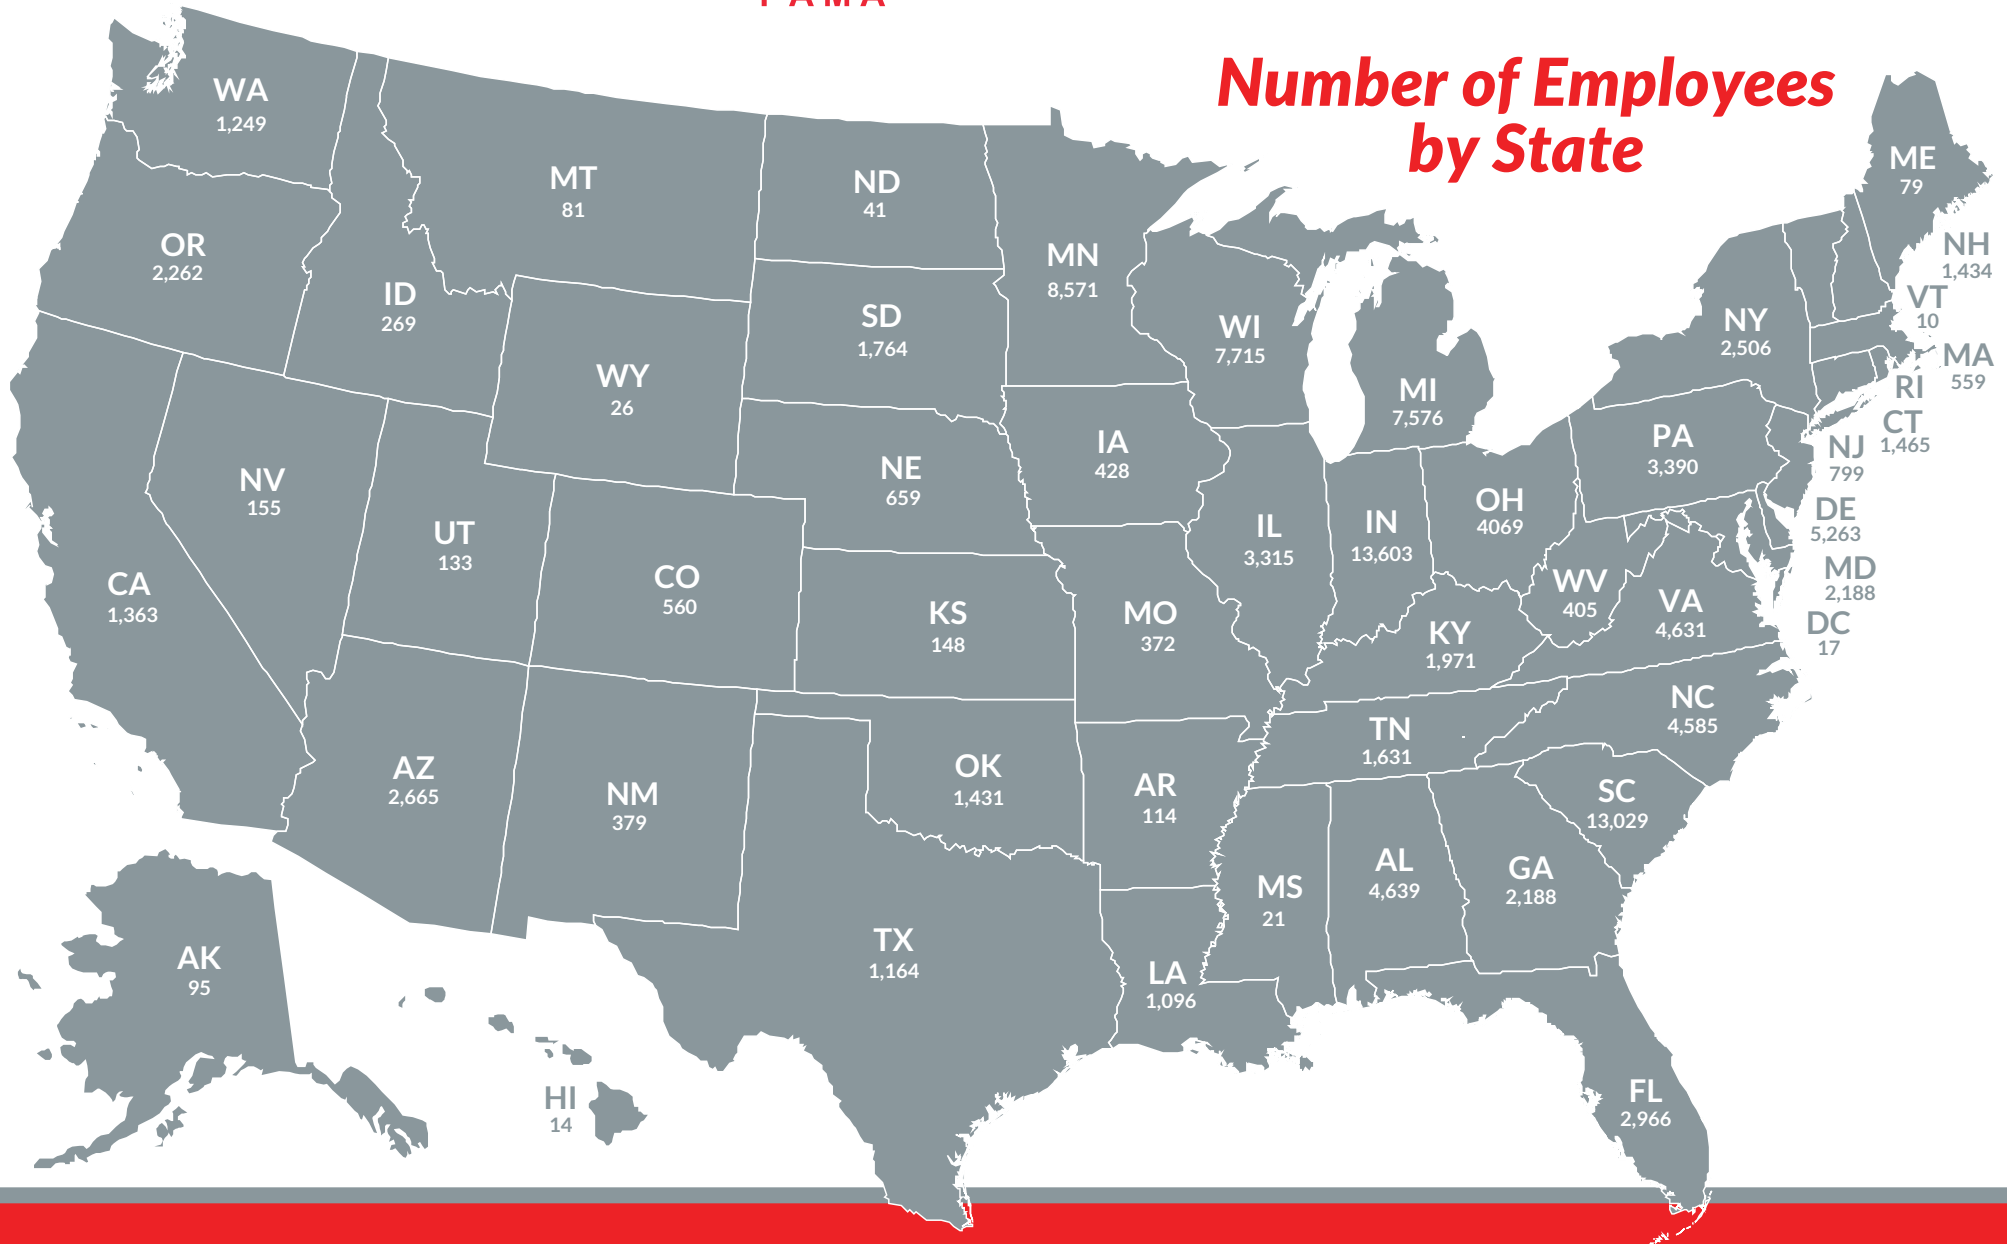 PAMA
Number of Employees
by State
WA
1,249
OR
2,262
ID
269
MT
81
ND
41
MN
8,571
SD
1,764
WY
26
WI
7,715
MI
7,576
NY
2,506
ME
79
NH
1,434
VT
10
MA
559
RI
CT
1,465
NJ
799
PA
3,390
DE
5,263
MD
2,188
DC
17
NV
155
UT
133
CA
1,363
CO
560
NE
659
IA
428
KS
148
MO
372
IL
3,315
IN
13,603
OH
4069
WV
405
VA
4,631
KY
1,971
NC
4,585
TN
1,631
SC
13,029
AZ
2,665
NM
379
OK
1,431
AR
114
MS
21
AL
4,639
GA
2,188
TX
1,164
LA
1,096
FL
2,966
AK
95
HI
14